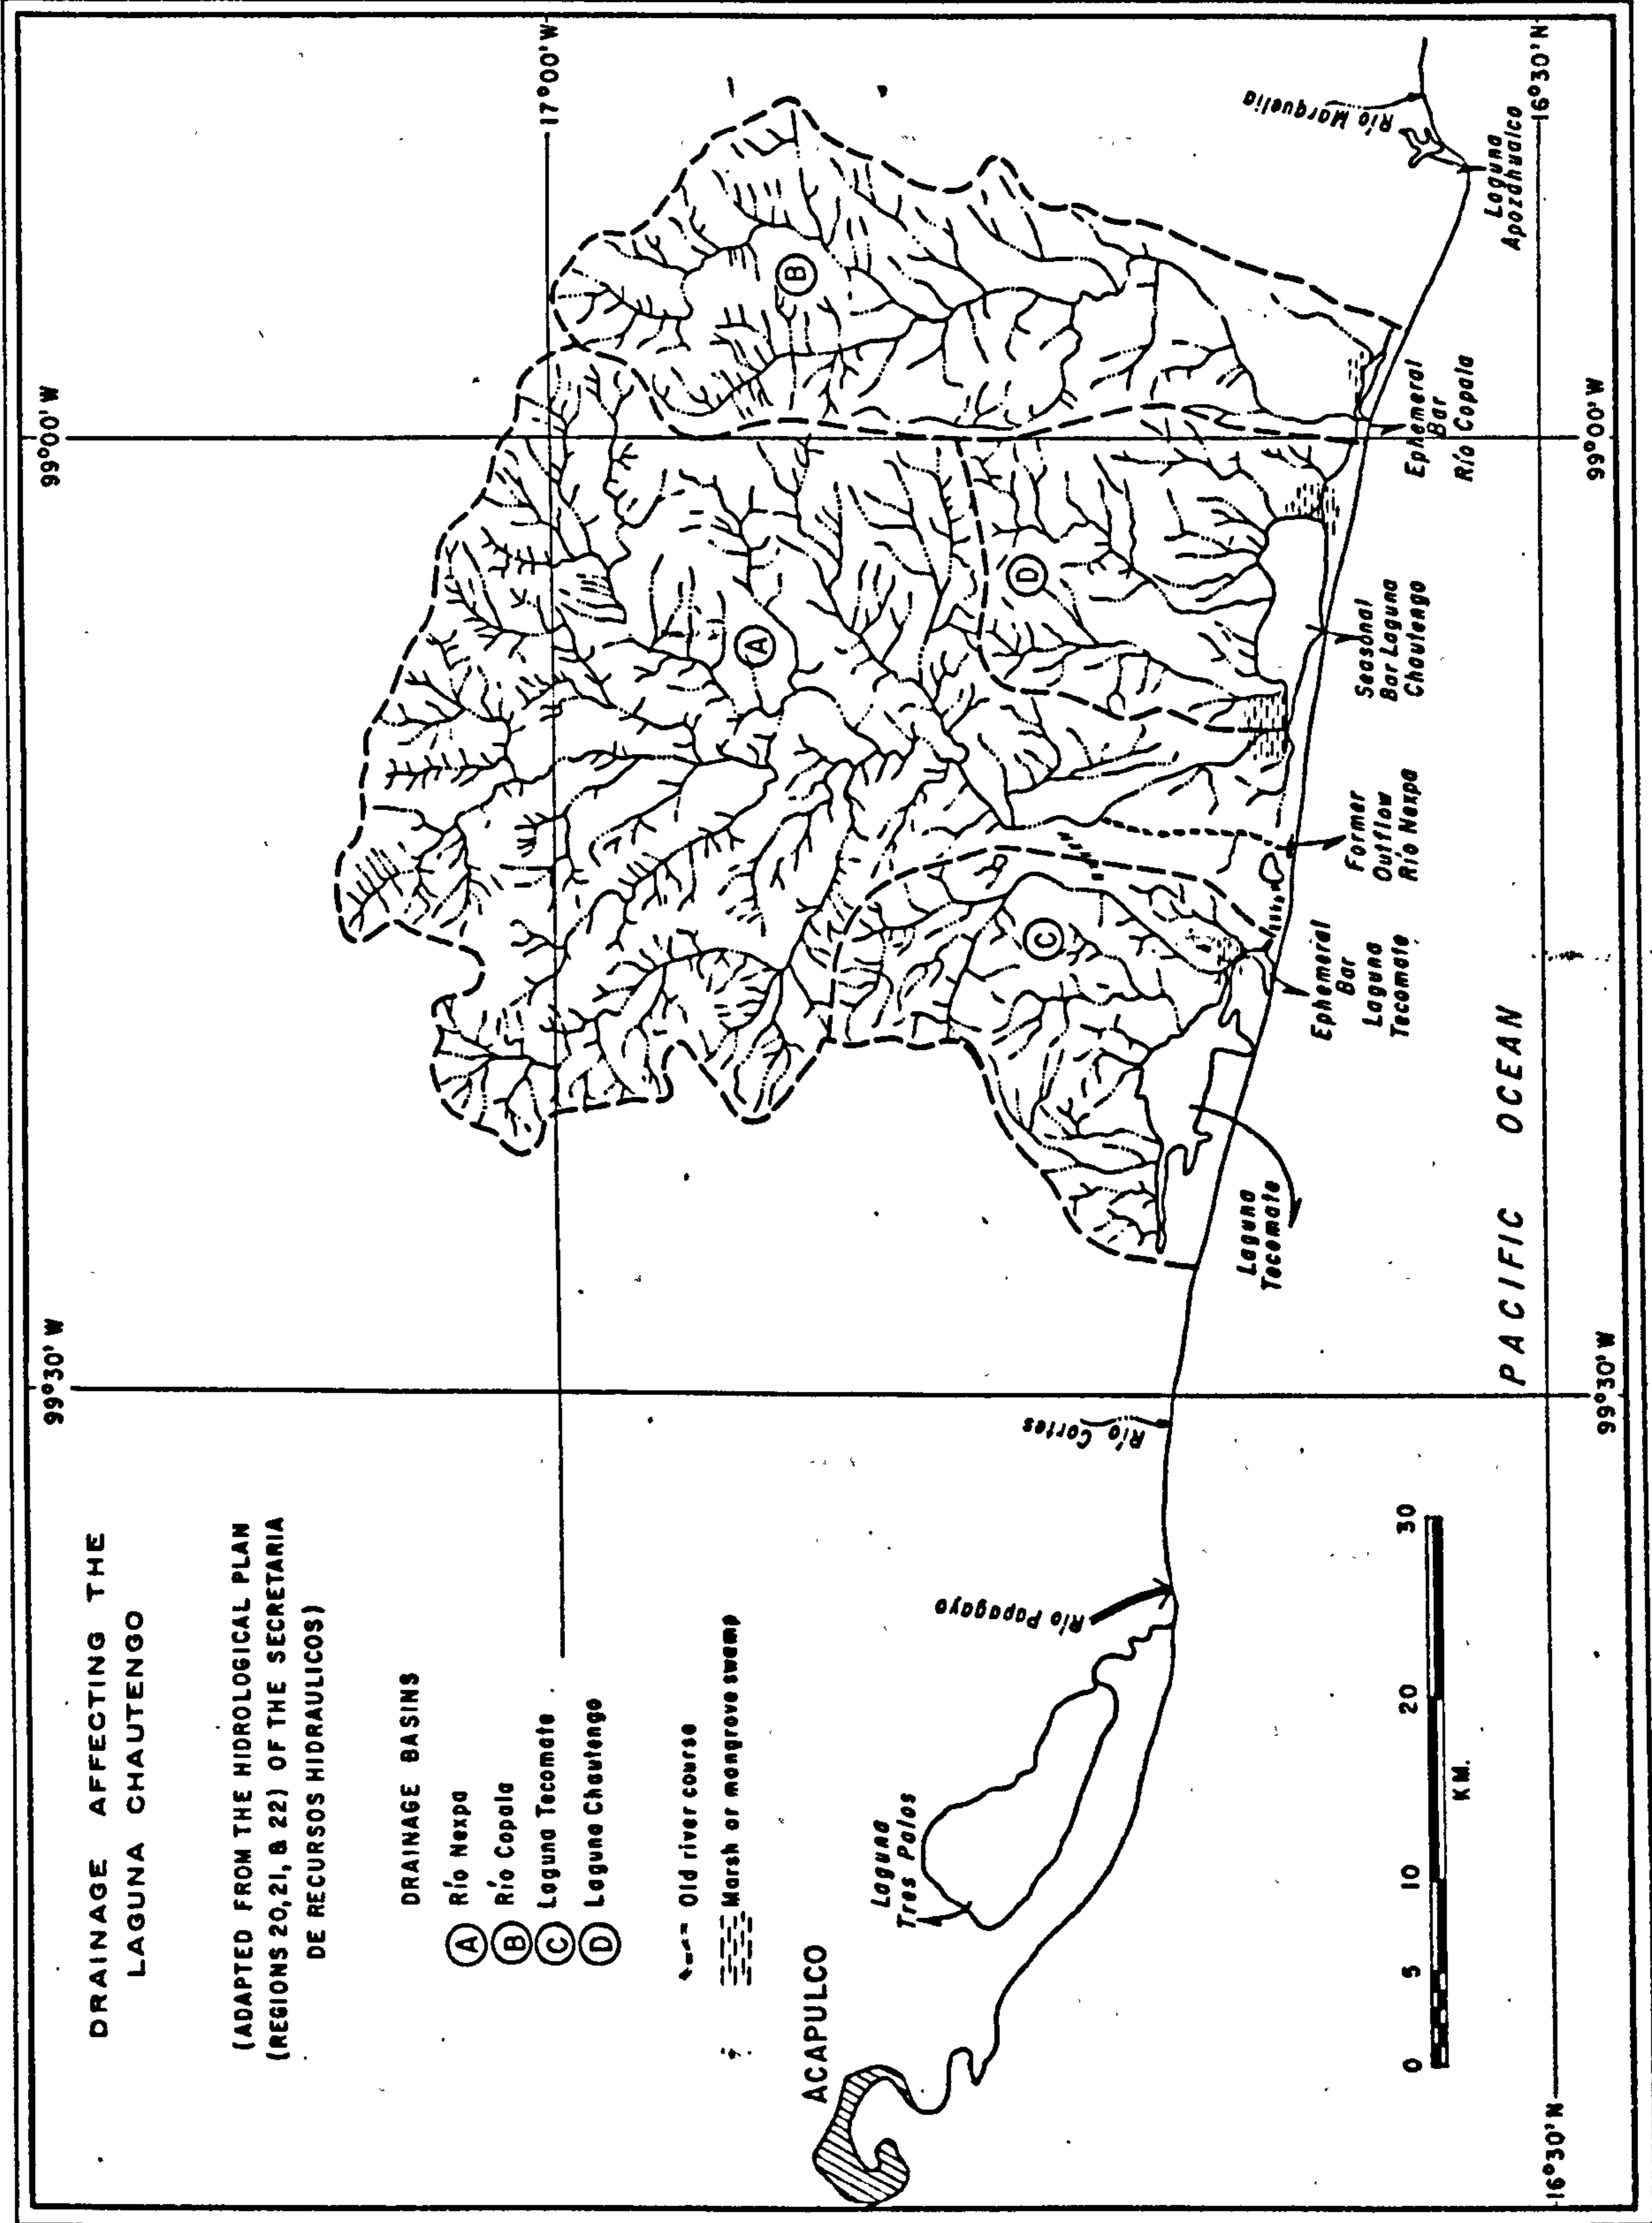 DRAINAGE AFFECTING THE
LAGUNA CHAUTENGO
(ADAPTED FROM THE HIDROLOGICAL PLAN
(REGIONS 20,21, & 22) OF THE SECRETARIA
DE RECURSOS HIDRAULICOS)
DRAINAGE BASINS
A Río Nexpa
B Río Copala
C Laguna Tecomate
D Laguna Chautengo
Old river course
Marsh or mangrove swamp
99°30' W
99°00' W
17°00' W
A
B
C
D
ACAPULCO
Laguna
Tres Palos
Río Papagayo
Río Cortes
Laguna
Tecomate
Ephemeral
Bar
Laguna
Tecomate
Former
Outflow
Río Nexpa
Seasonal
Bar Laguna
Chautengo
Ephemeral
Bar
Río Copala
Río Marquelia
Laguna
Apozahualco
PACIFIC OCEAN
0 5 10 20 30
KM.
16°30' N
16°30' N
99°30' W
99°00' W